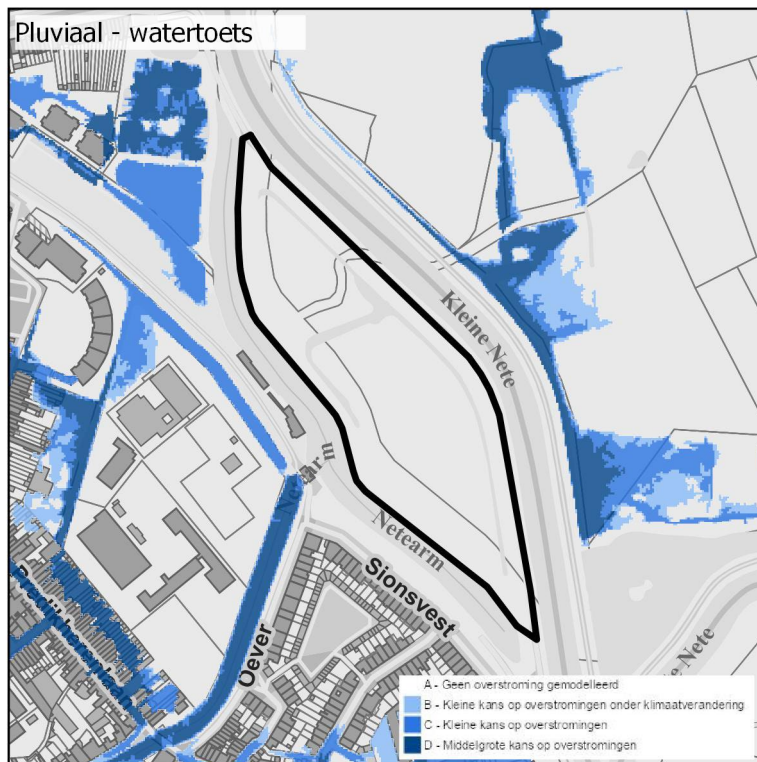 Pluviaal - watertoets
Kleine Nete
Netearm
Netearm
Sionsvest
Oever
te Nete
A - Geen overstroming gemodelleerd
B - Kleine kans op overstromingen onder klimaatverandering
C - Kleine kans op overstromingen
D - Middelgrote kans op overstromingen